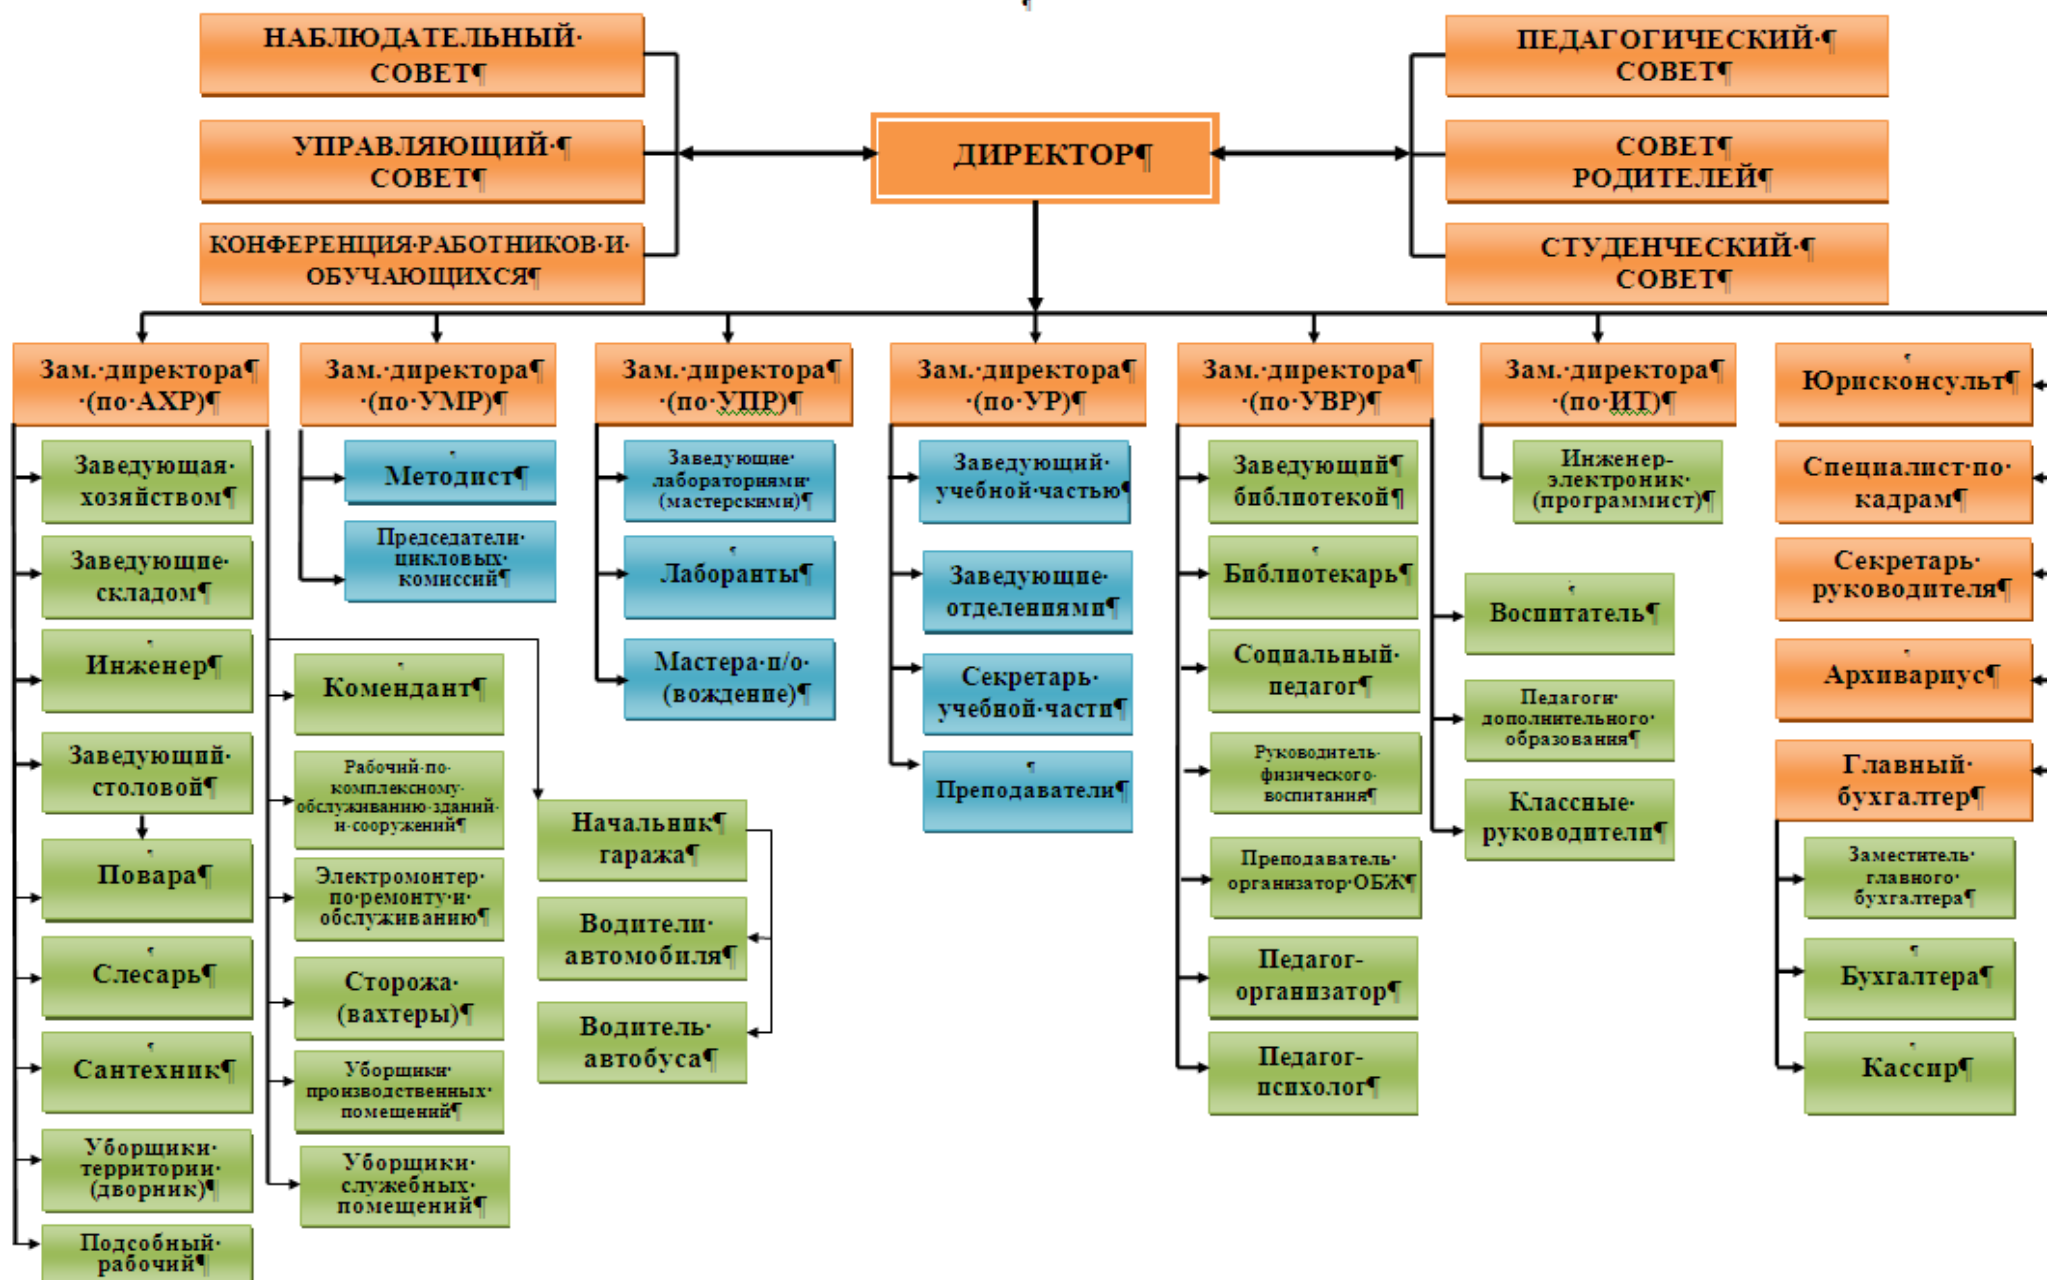 НАБЛЮДАТЕЛЬНЫЙ
СОВЕТ
УПРАВЛЯЮЩИЙ
СОВЕТ
КОНФЕРЕНЦИЯ РАБОТНИКОВ И
ОБУЧАЮЩИХСЯ
ДИРЕКТОР
ПЕДАГОГИЧЕСКИЙ
СОВЕТ
СОВЕТ
РОДИТЕЛЕЙ
СТУДЕНЧЕСКИЙ
СОВЕТ
Зам. директора
(по АХР)
Заведующая
хозяйством
Заведующие
складом
Инженер
Заведующий
столовой
Повара
Слесарь
Сантехник
Уборщики
территории
(дворник)
Подсобный
рабочий
Комендант
Рабочий по
комплексному
обслуживанию зданий
и сооружений
Электромонтер
по ремонту и
обслуживанию
Сторожа
(вахтеры)
Уборщики
производственных
помещений
Уборщики
служебных
помещений
Начальник
гаража
Водители
автомобиля
Водитель
автобуса
Зам. директора
(по УМР)
Методист
Председатели
цикловых
комиссий
Зам. директора
(по УПР)
Заведующие
лабораториями
(мастерскими)
Лаборанты
Мастера п/о
(вождение)
Зам. директора
(по УР)
Заведующий
учебной частью
Заведующие
отделениями
Секретарь
учебной части
Преподаватели
Зам. директора
(по УВР)
Заведующий
библиотекой
Библиотекарь
Социальный
педагог
Руководитель
физического
воспитания
Преподаватель
организатор ОБЖ
Педагог-
организатор
Педагог-
психолог
Воспитатель
Педагоги
дополнительного
образования
Классные
руководители
Зам. директора
(по ИТ)
Инженер-
электроник
(программист)
Юрисконсульт
Специалист по
кадрам
Секретарь
руководителя
Архивариус
Главный
бухгалтер
Заместитель
главного
бухгалтера
Бухгалтера
Кассир